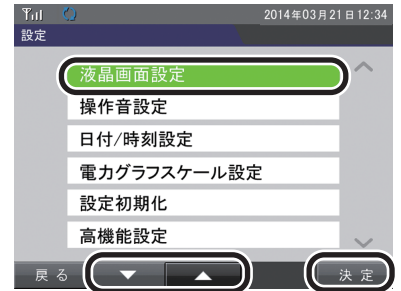 2014年03月21日12:34
設定
液晶画面設定
操作音設定
日付/時刻設定
電力グラフスケール設定
設定初期化
高機能設定
戻る ▼ ▲ 決定